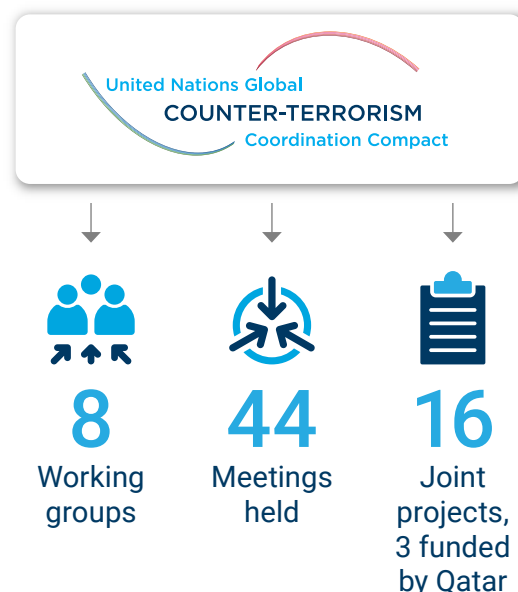 United Nations Global
COUNTER-TERRORISM
Coordination Compact
8
Working
groups
44
Meetings
held
16
Joint
projects,
3 funded
by Qatar